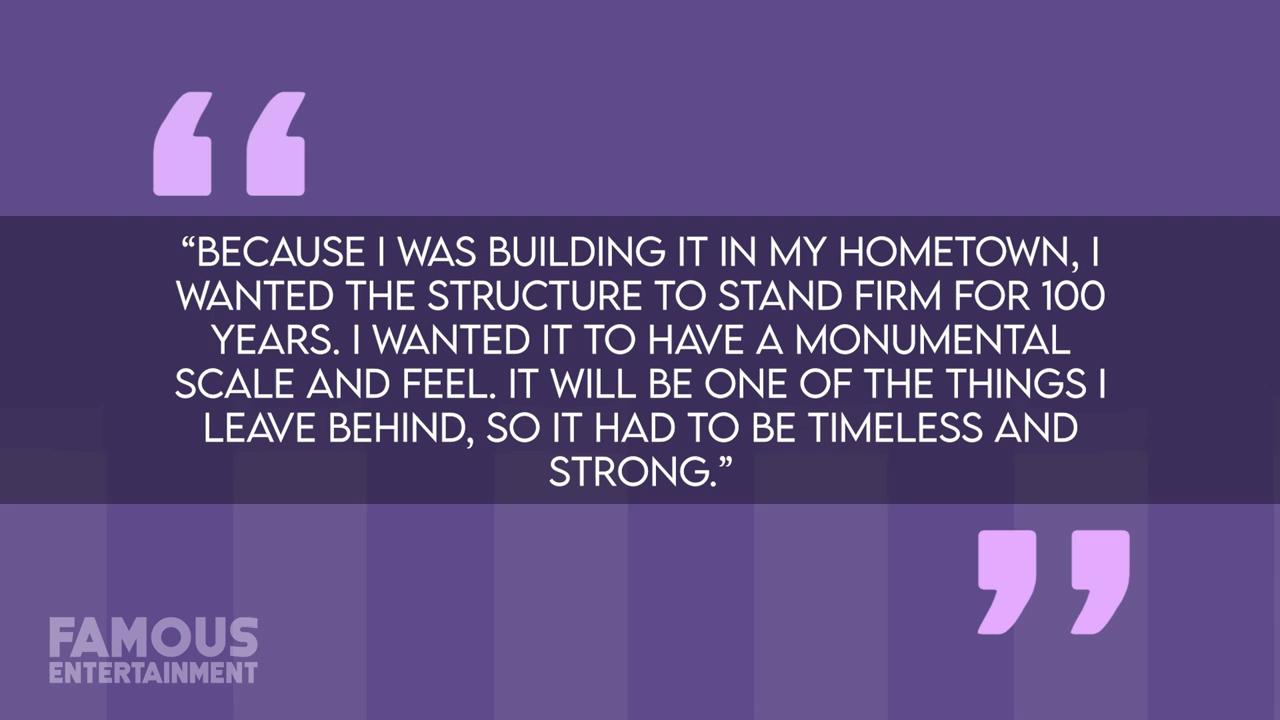 “BECAUSE I WAS BUILDING IT IN MY HOMETOWN, I
WANTED THE STRUCTURE TO STAND FIRM FOR 100
YEARS. I WANTED IT TO HAVE A MONUMENTAL
SCALE AND FEEL. IT WILL BE ONE OF THE THINGS I
LEAVE BEHIND, SO IT HAD TO BE TIMELESS AND
STRONG.”
FAMOUS
ENTERTAINMENT